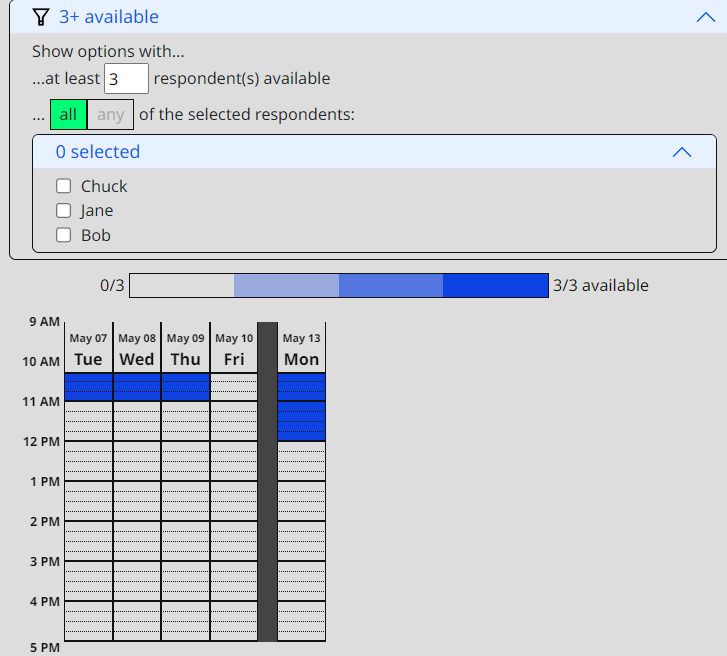 3+ available
Show options with...
...at least 3 respondent(s) available
... all any of the selected respondents:
0 selected
Chuck
Jane
Bob
0/3 3/3 available
9 AM
May 07 May 08 May 09 May 10 May 13
Tue Wed Thu Fri Mon
10 AM
11 AM
12 PM
1 PM
2 PM
3 PM
4 PM
5 PM